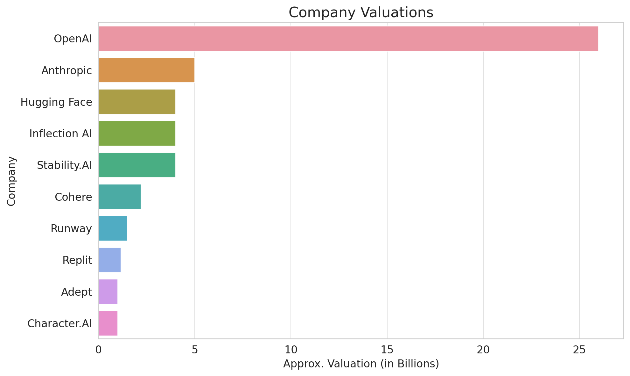 Company Valuations
OpenAI
Anthropic
Hugging Face
Inflection AI
Stability.AI
Cohere
Runway
Replit
Adept
Character.AI
Company
0 5 10 15 20 25
Approx. Valuation (in Billions)